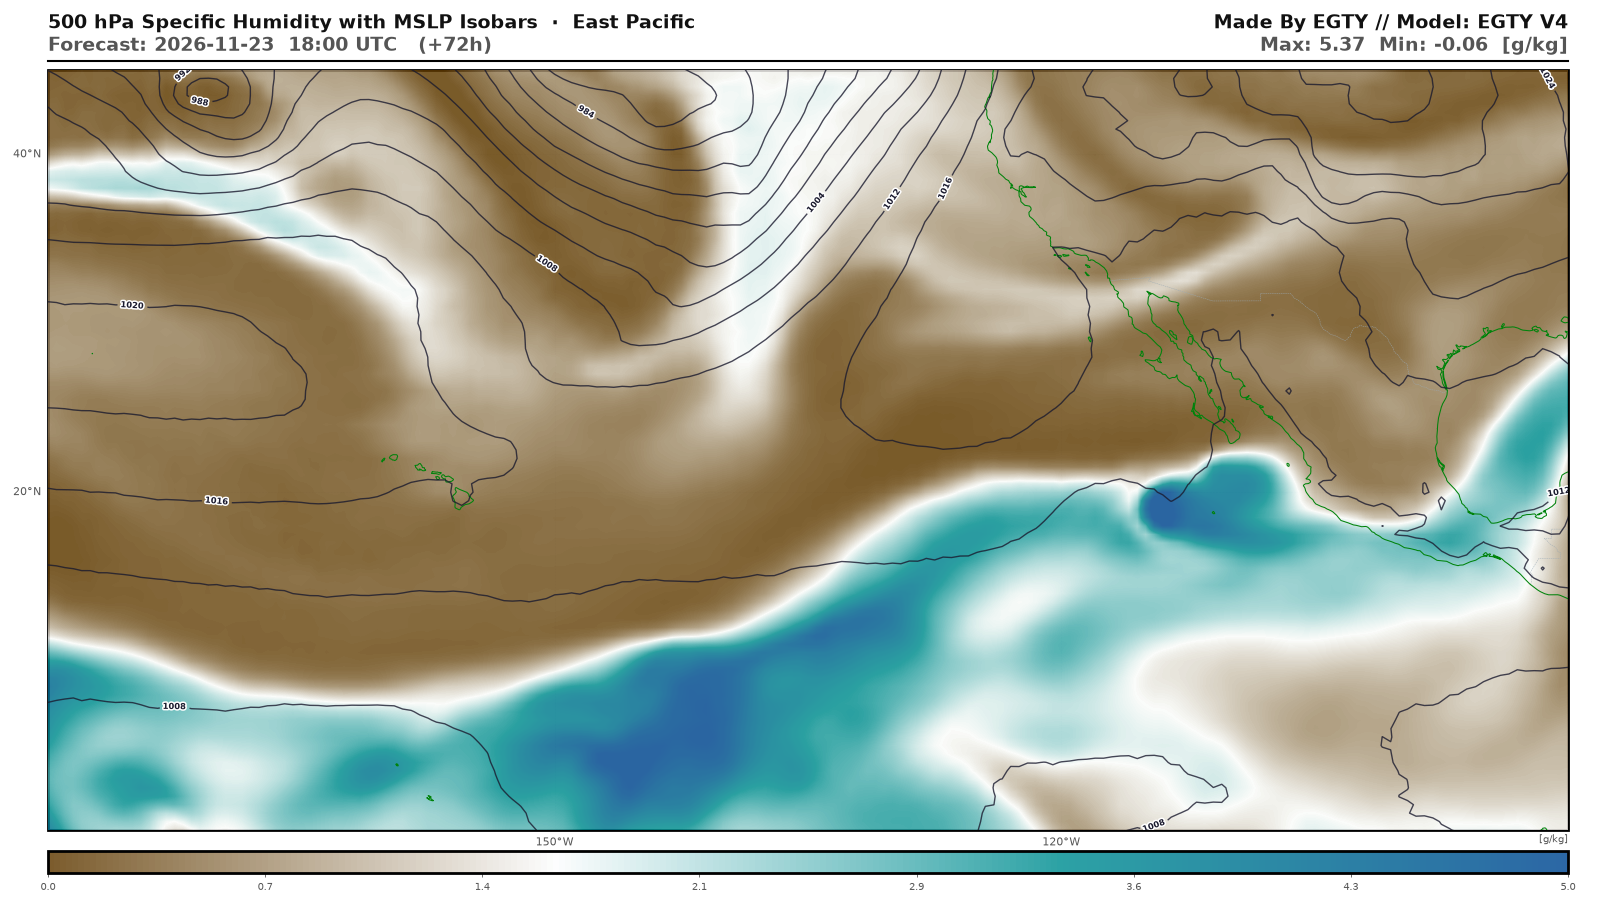 500 hPa Specific Humidity with MSLP Isobars · East Pacific
Made By EGTY // Model: EGTY V4
Forecast: 2026-11-23 18:00 UTC (+72h)
Max: 5.37 Min: -0.06 [g/kg]
988
984
1024
40°N
1004
1012
1016
1008
1020
20°N
1016
1012
1008
1008
150°W
120°W
[g/kg]
0.0
0.7
1.4
2.1
2.9
3.6
4.3
5.0